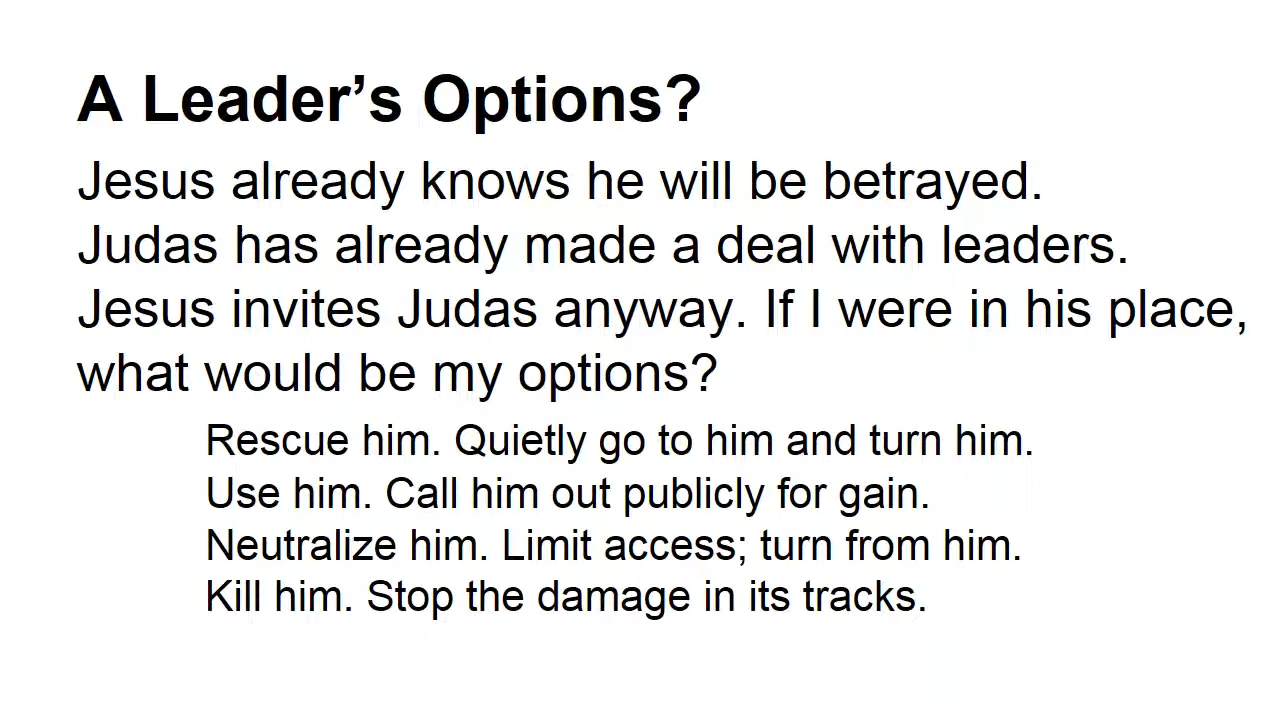 A Leader’s Options?
Jesus already knows he will be betrayed.
Judas has already made a deal with leaders.
Jesus invites Judas anyway. If I were in his place,
what would be my options?
Rescue him. Quietly go to him and turn him.
Use him. Call him out publicly for gain.
Neutralize him. Limit access; turn from him.
Kill him. Stop the damage in its tracks.